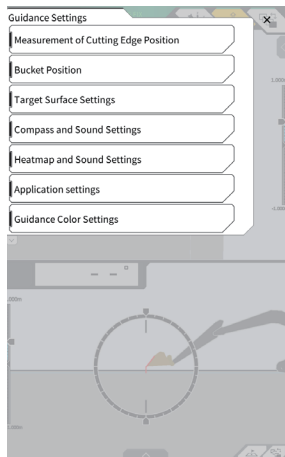 Guidance Settings
Measurement of Cutting Edge Position
Bucket Position
Target Surface Settings
Compass and Sound Settings
Heatmap and Sound Settings
Application settings
Guidance Color Settings
-- °